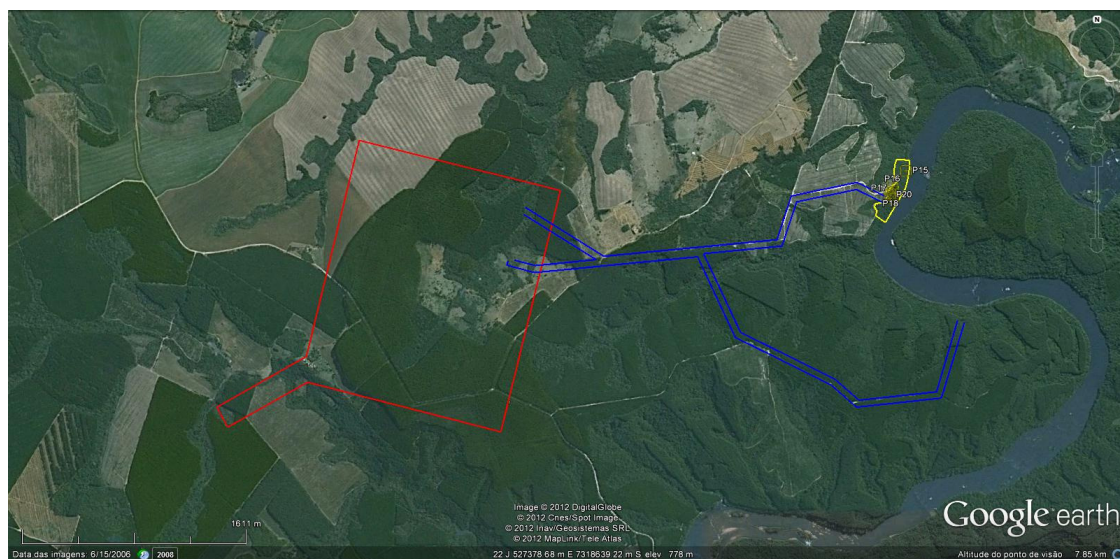 N
P15
P16
P17
P20
P18
1611 m
Image © 2012 DigitalGlobe
© 2012 Cnes/Spot Image
© 2012 Inav/Geosistemas SRL
© 2012 MapLink/Tele Atlas
Google earth
Data das imagens: 6/15/2006 2008 22 J 527378 68 m E 7318639 22 m S elev 778 m Altitude do ponto de visão 7 85 km